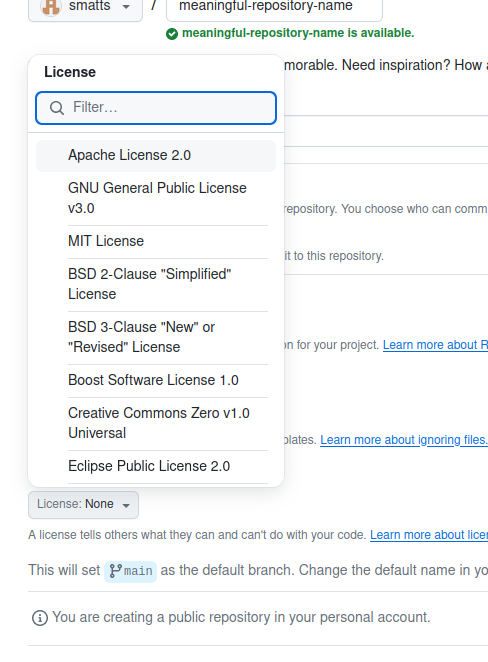 smatts / meaningful-repository-name
meaningful-repository-name is available.
morable. Need inspiration? How a
License
Filter…
Apache License 2.0
GNU General Public License
v3.0
repository. You choose who can comm
MIT License
it to this repository.
BSD 2-Clause "Simplified"
License
BSD 3-Clause "New" or
"Revised" License
on for your project. Learn more about R
Boost Software License 1.0
Creative Commons Zero v1.0
Universal
plates. Learn more about ignoring files.
Eclipse Public License 2.0
License: None
A license tells others what they can and can't do with your code. Learn more about licen
This will set main as the default branch. Change the default name in yo
You are creating a public repository in your personal account.